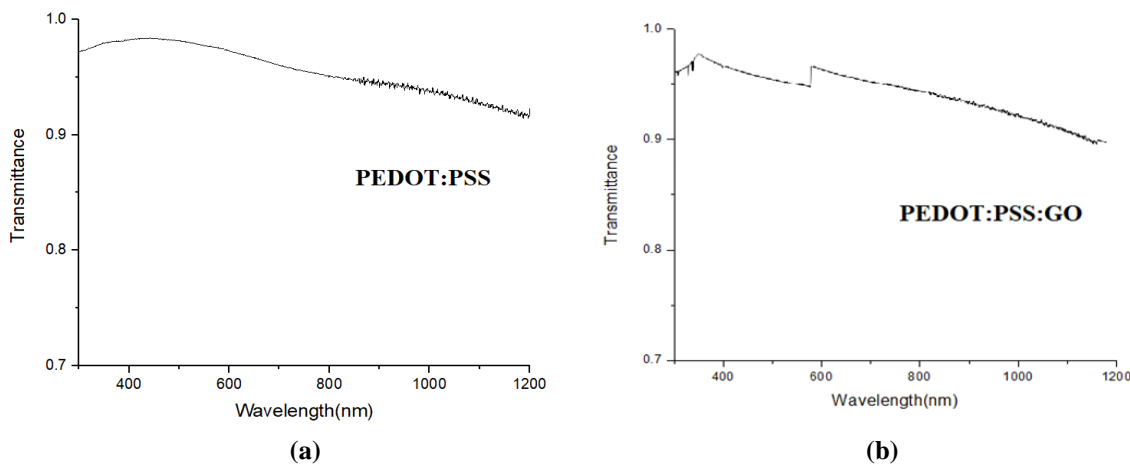 1.0
0.9
0.8
0.7
Transmittance
PEDOT:PSS
400 600 800 1000 1200
Wavelength(nm)
(a)
1.0
0.9
0.8
0.7
Transmittance
PEDOT:PSS:GO
400 600 800 1000 1200
Wavelength(nm)
(b)